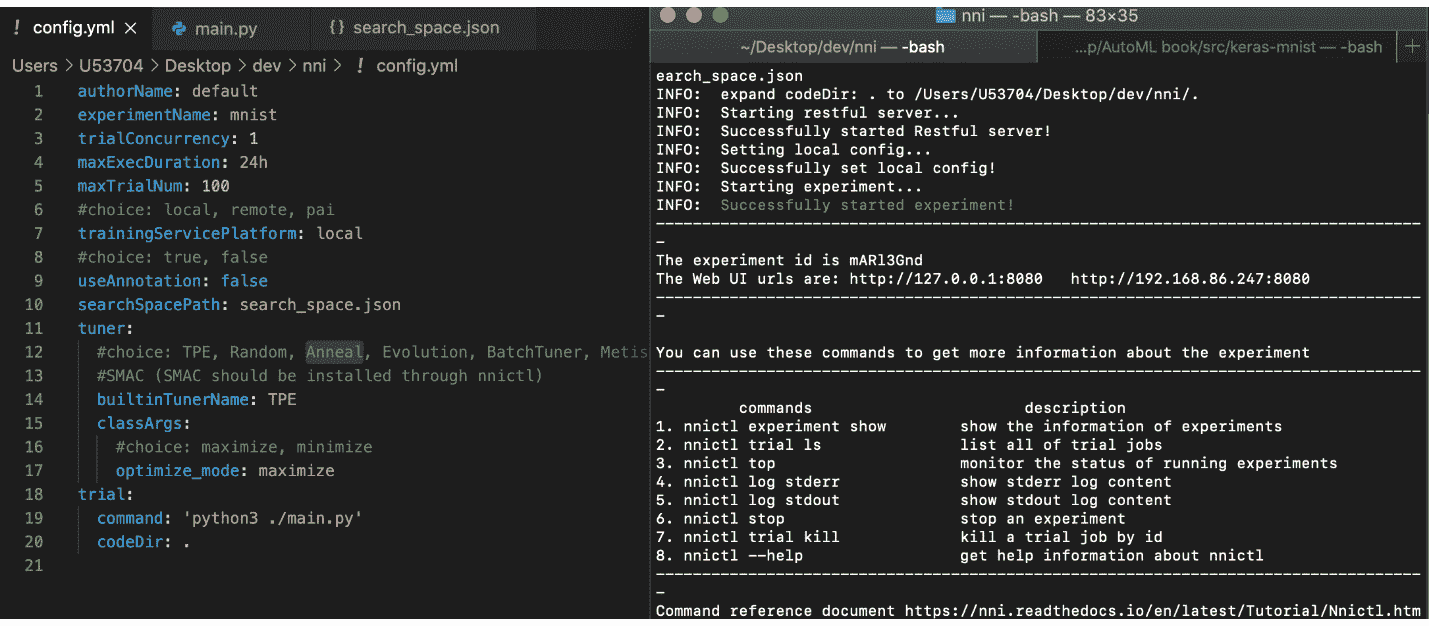 ! config.yml ×
main.py
{} search_space.json
Users > U53704 > Desktop > dev > nni > ! config.yml
1 authorName: default
2 experimentName: mnist
3 trialConcurrency: 1
4 maxExecDuration: 24h
5 maxTrialNum: 100
6 #choice: local, remote, pai
7 trainingServicePlatform: local
8 #choice: true, false
9 useAnnotation: false
10 searchSpacePath: search_space.json
11 tuner:
12 #choice: TPE, Random, Anneal, Evolution, BatchTuner, Metis
13 #SMAC (SMAC should be installed through nnictl)
14 builtinTunerName: TPE
15 classArgs:
16 #choice: maximize, minimize
17 optimize_mode: maximize
18 trial:
19 command: 'python3 ./main.py'
20 codeDir: .
21
nni — -bash — 83×35
~/Desktop/dev/nni — -bash
...p/AutoML book/src/keras-mnist — -bash +
earch_space.json
INFO: expand codeDir: . to /Users/U53704/Desktop/dev/nni/.
INFO: Starting restful server...
INFO: Successfully started Restful server!
INFO: Setting local config...
INFO: Successfully set local config!
INFO: Starting experiment...
INFO: Successfully started experiment!
-----------------------------------------------------------------------------------
-
The experiment id is mARl3Gnd
The Web UI urls are: http://127.0.0.1:8080 http://192.168.86.247:8080
-----------------------------------------------------------------------------------
-
You can use these commands to get more information about the experiment
-----------------------------------------------------------------------------------
-
commands description
1. nnictl experiment show show the information of experiments
2. nnictl trial ls list all of trial jobs
3. nnictl top monitor the status of running experiments
4. nnictl log stderr show stderr log content
5. nnictl log stdout show stdout log content
6. nnictl stop stop an experiment
7. nnictl trial kill kill a trial job by id
8. nnictl --help get help information about nnictl
-----------------------------------------------------------------------------------
-
Command reference document https://nni.readthedocs.io/en/latest/Tutorial/Nnictl.htm